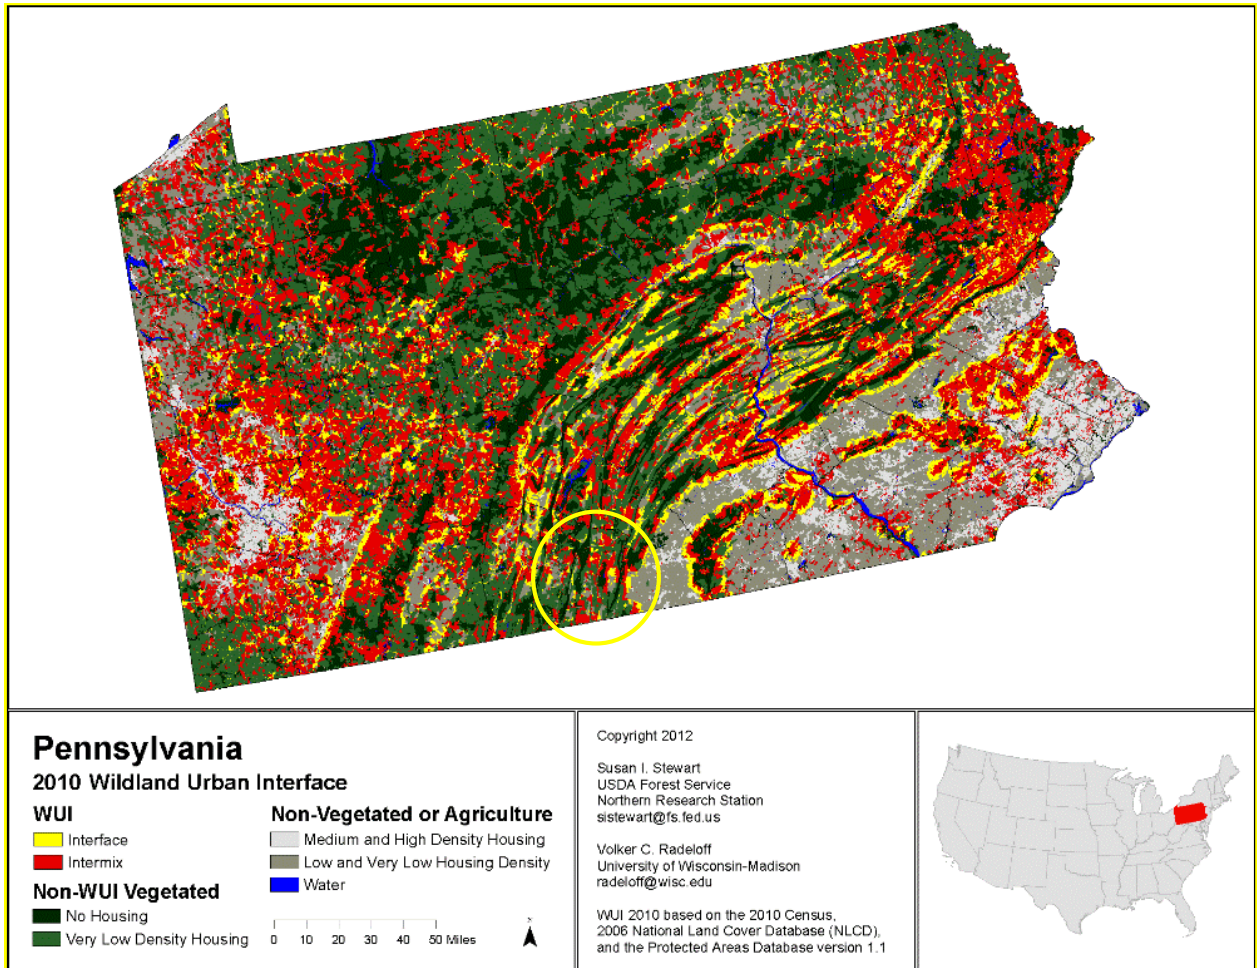 Pennsylvania
2010 Wildland Urban Interface
WUI
Interface
Intermix
Non-WUI Vegetated
No Housing
Very Low Density Housing
Non-Vegetated or Agriculture
Medium and High Density Housing
Low and Very Low Housing Density
Water
0 10 20 30 40 50 Miles
Copyright 2012
Susan I. Stewart
USDA Forest Service
Northern Research Station
sistewart@fs.fed.us
Volker C. Radeloff
University of Wisconsin-Madison
radeloff@wisc.edu
WUI 2010 based on the 2010 Census,
2006 National Land Cover Database (NLCD),
and the Protected Areas Database version 1.1